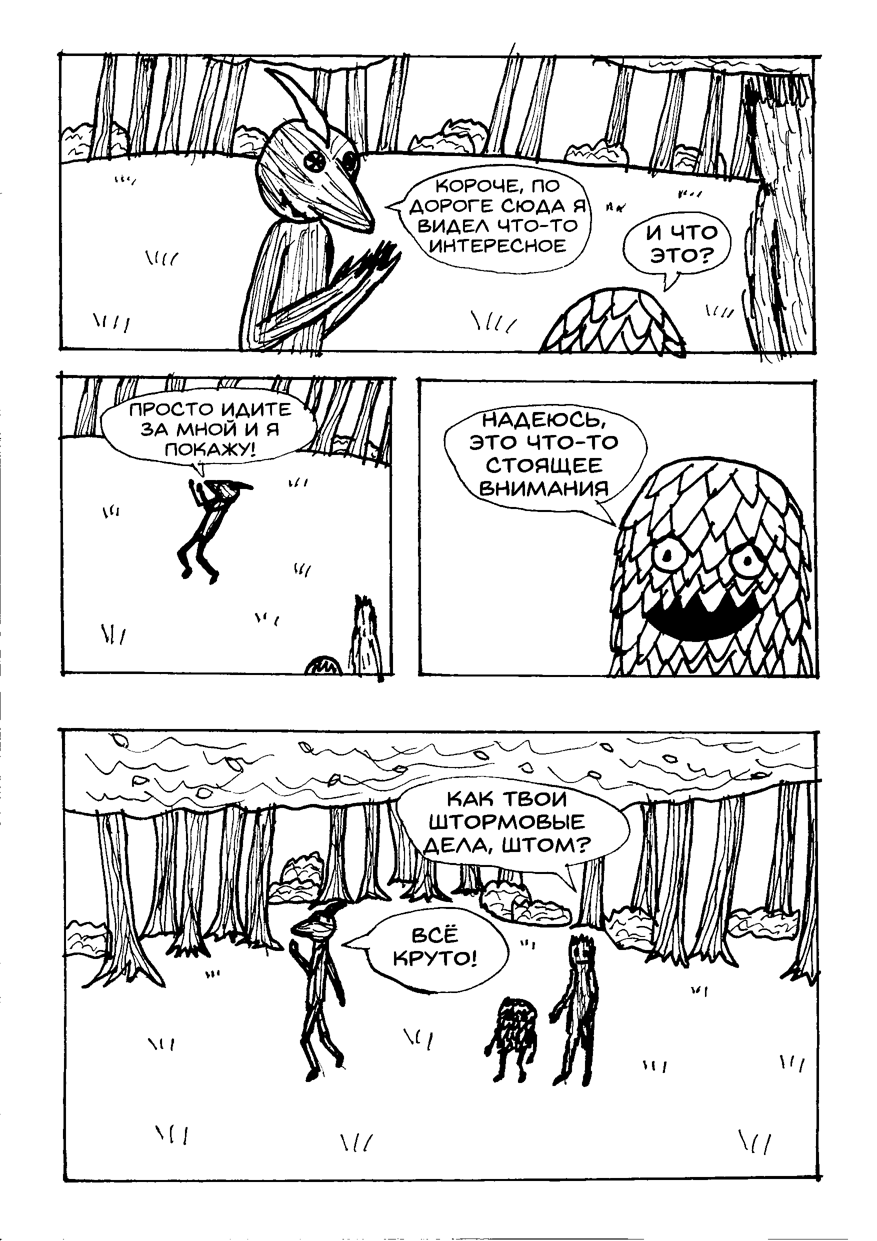 КОРОЧЕ, ПО
ДОРОГЕ СЮДА Я
ВИДЕЛ ЧТО-ТО
ИНТЕРЕСНОЕ
И ЧТО
ЭТО?
ПРОСТО ИДИТЕ
ЗА МНОЙ И Я
ПОКАЖУ!
НАДЕЮСЬ,
ЭТО ЧТО-ТО
СТОЯЩЕЕ
ВНИМАНИЯ
КАК ТВОИ
ШТОРМОВЫЕ
ДЕЛА, ШТОМ?
ВСЁ
КРУТО!